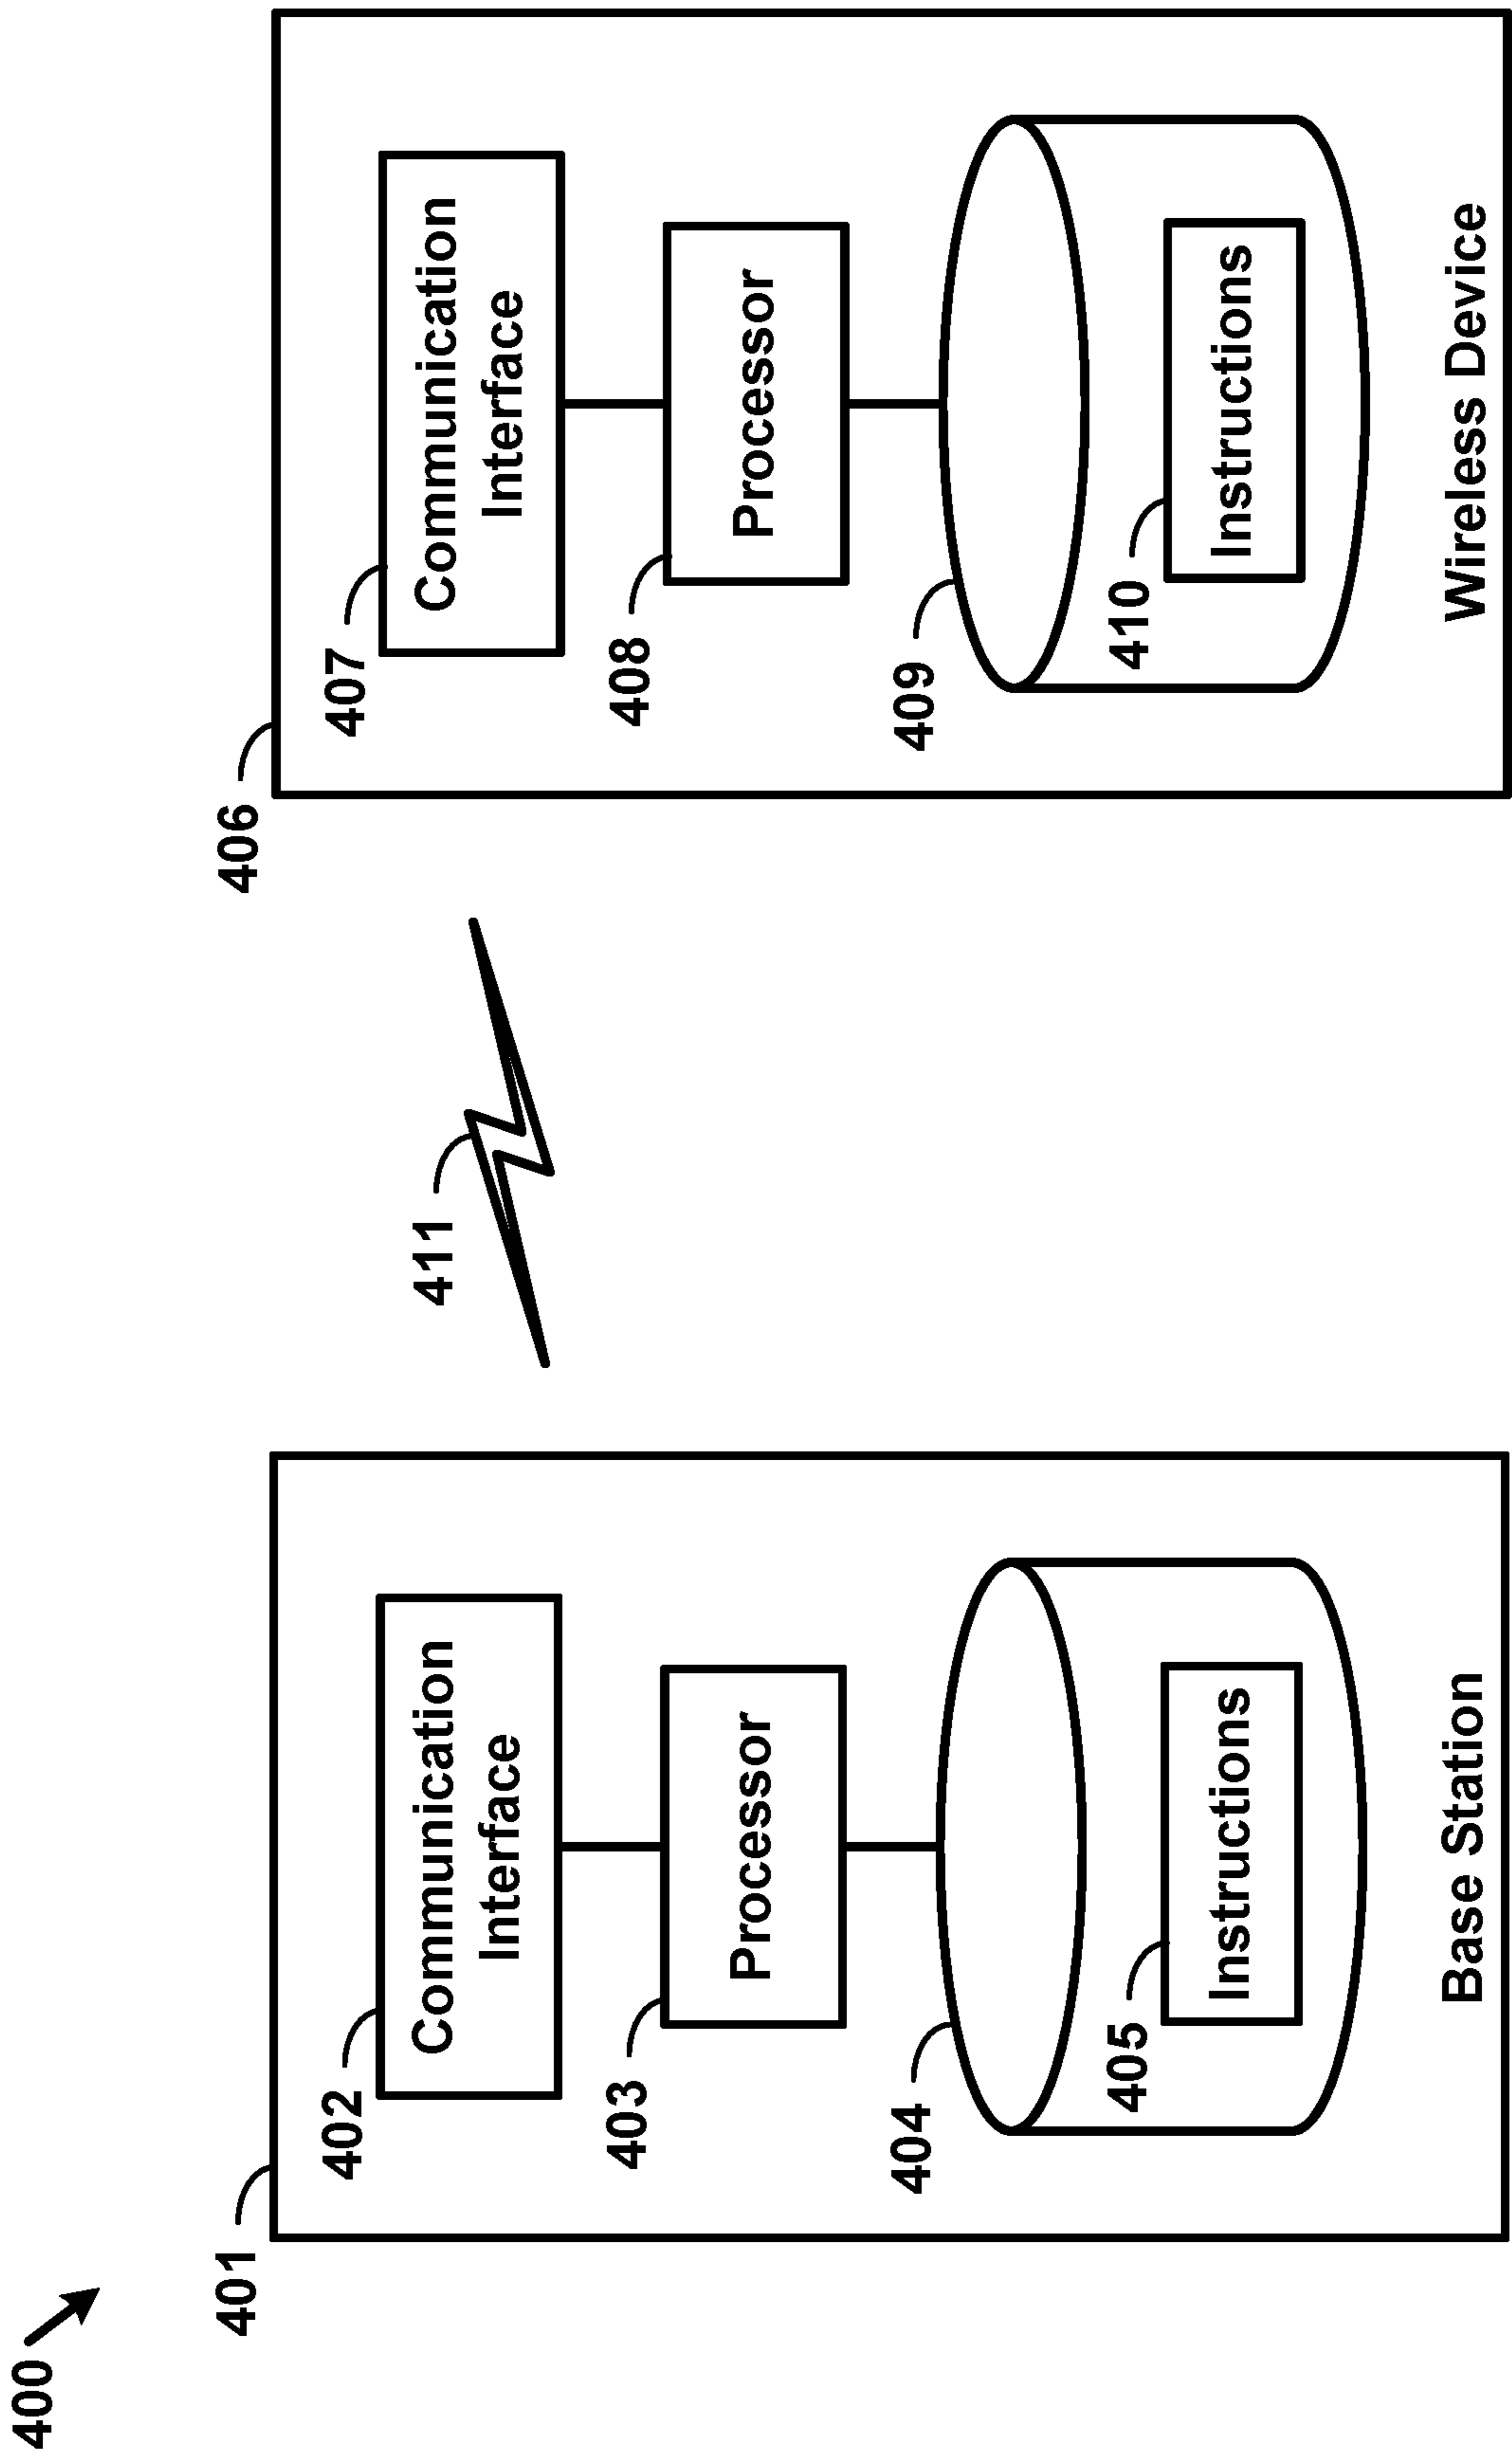 400
401
402
Communication
Interface
403
Processor
404
405
Instructions
Base Station
411
406
407
Communication
Interface
408
Processor
409
410
Instructions
Wireless Device